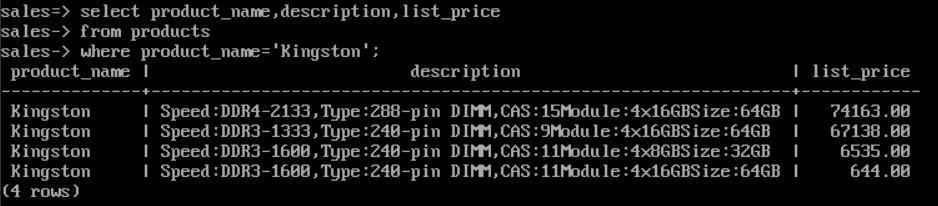 sales=> select product_name,description,list_price
sales-> from products
sales-> where product_name='Kingston';
 product_name |                         description                          | list_price
--------------+--------------------------------------------------------------+------------
 Kingston     | Speed:DDR4-2133,Type:288-pin DIMM,CAS:15Module:4x16GBSize:64GB |   74163.00
 Kingston     | Speed:DDR3-1333,Type:240-pin DIMM,CAS:9Module:4x16GBSize:64GB  |   67138.00
 Kingston     | Speed:DDR3-1600,Type:240-pin DIMM,CAS:11Module:4x8GBSize:32GB  |    6535.00
 Kingston     | Speed:DDR3-1600,Type:240-pin DIMM,CAS:11Module:4x16GBSize:64GB |     644.00
(4 rows)